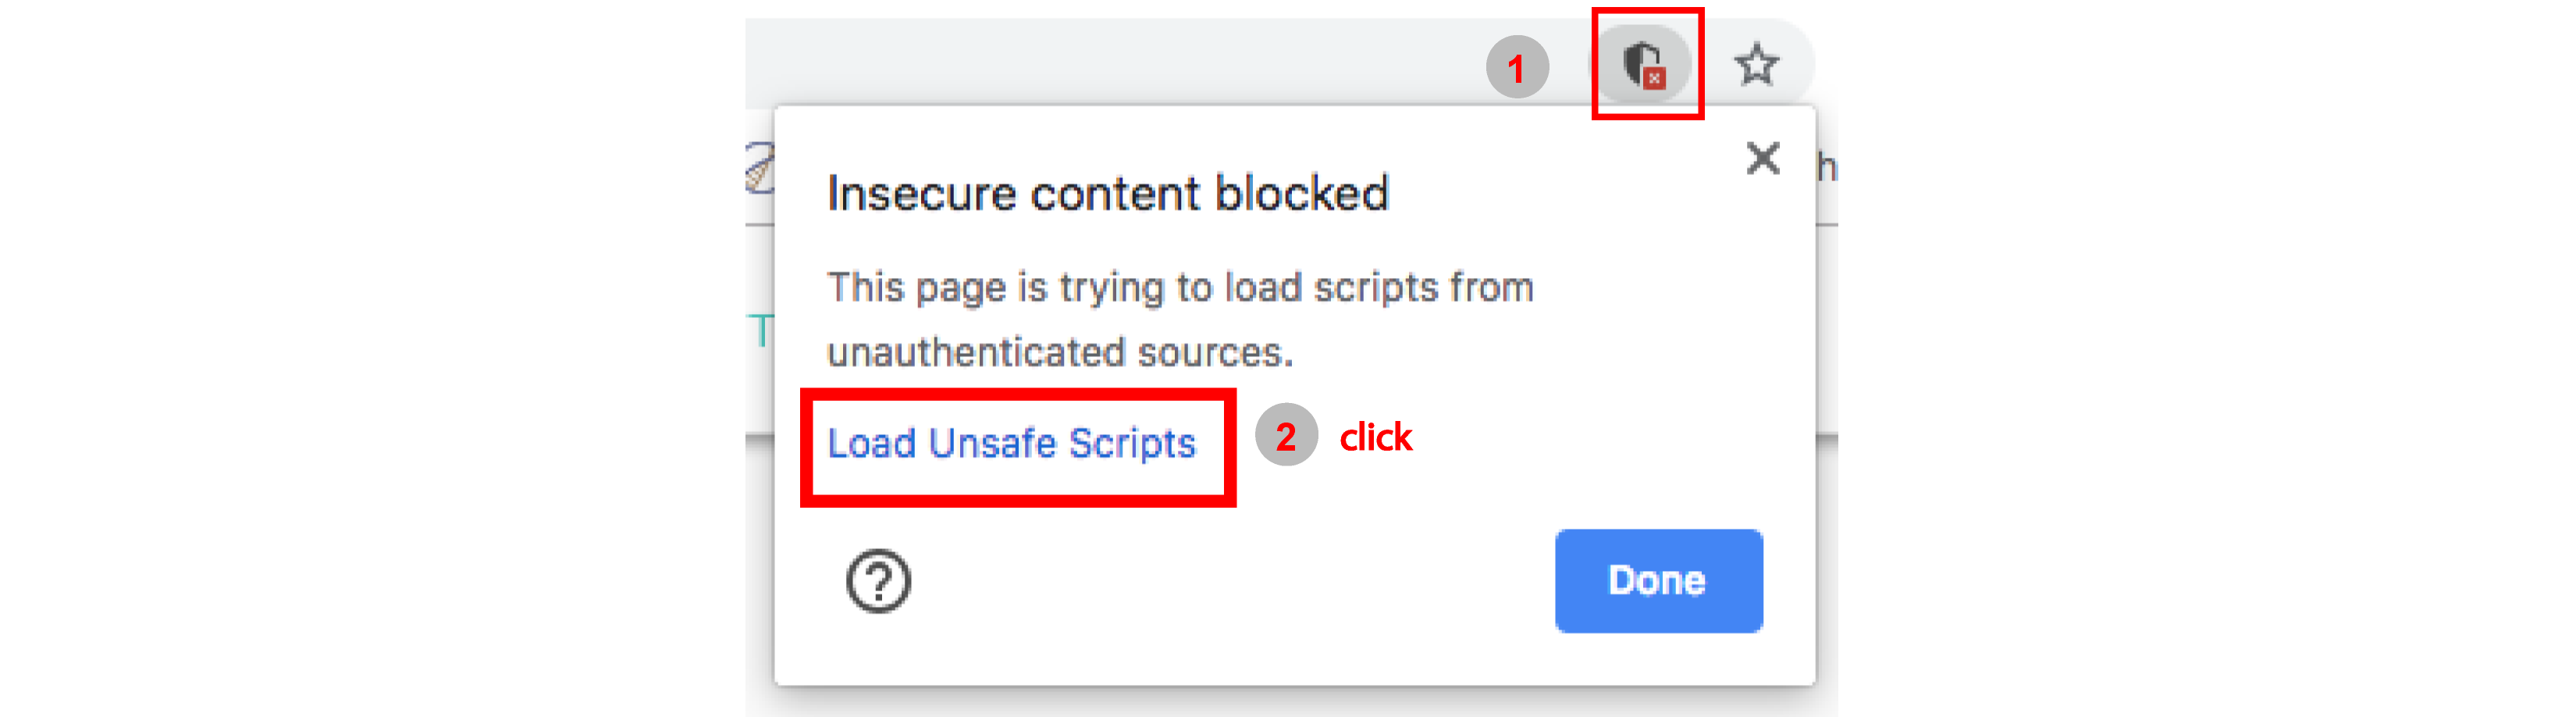 1
h
Insecure content blocked
This page is trying to load scripts from
unauthenticated sources.
T
Load Unsafe Scripts
2 click
Done